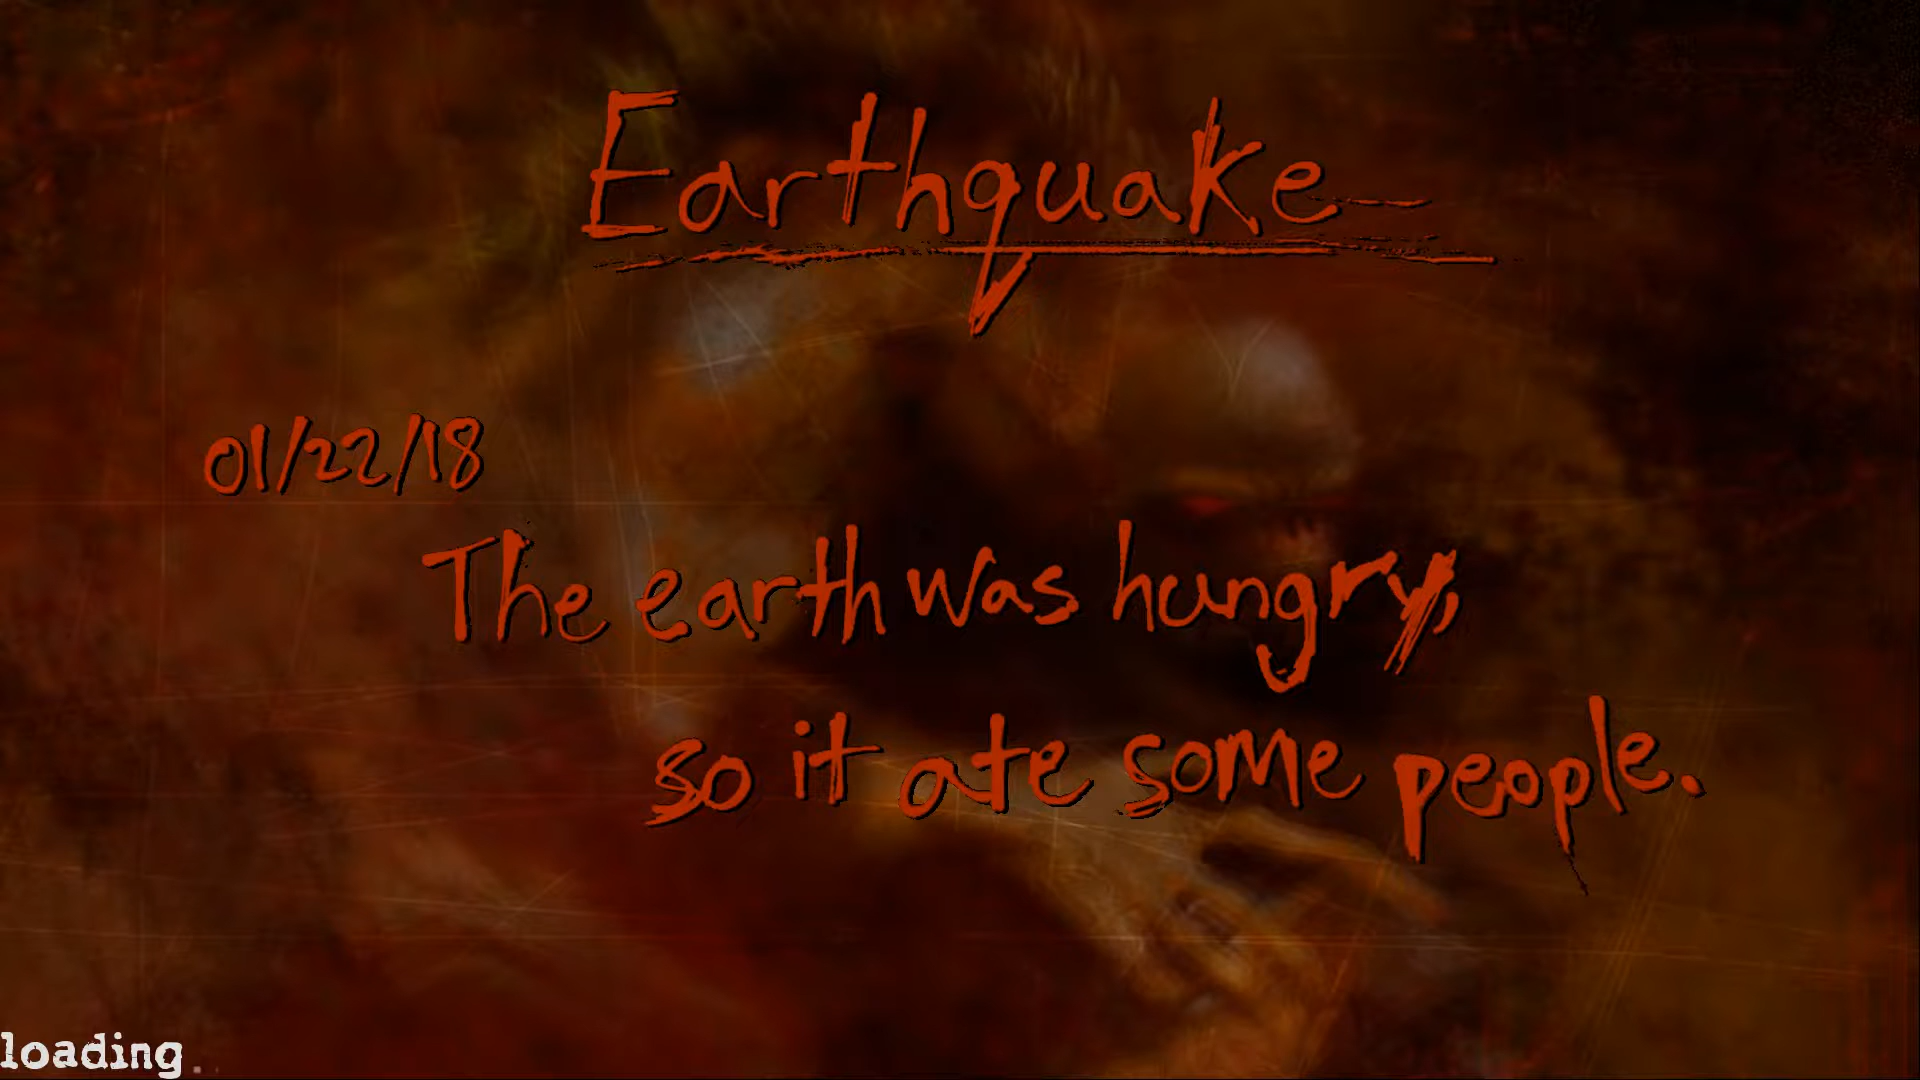 Earthquake
01/22/18
The earth was hungry,
so it ate some people.
loading..